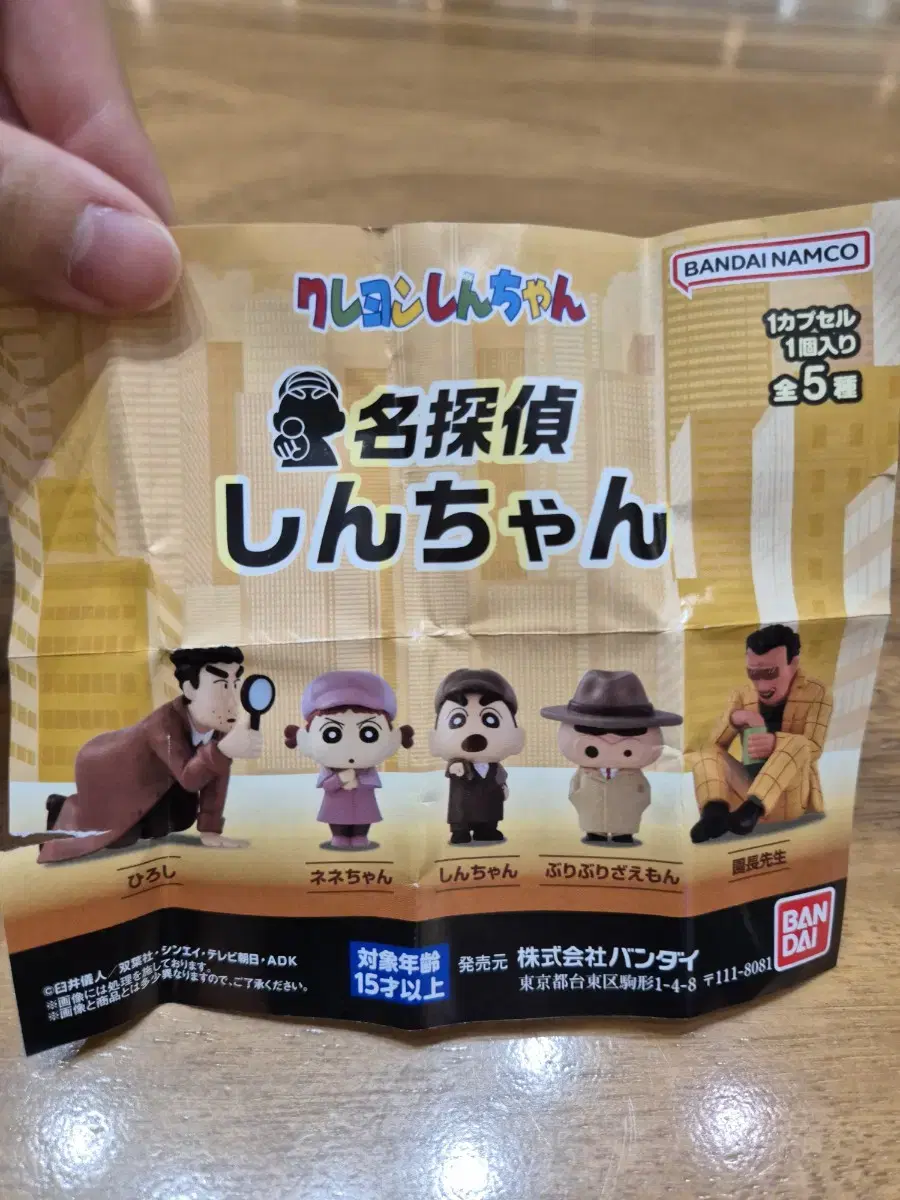 BANDAI NAMCO
クレヨンしんちゃん
1カプセル
1個入り
全5種
名探偵
しんちゃん
ひろし
ネネちゃん
しんちゃん
ぶりぶりざえもん
園長先生
©臼井儀人/双葉社・シンエイ・テレビ朝日・ADK
※画像には処理を施しております。
※画像と商品とは多少異なりますので、ご了承ください。
対象年齢
15才以上
発売元 株式会社バンダイ
東京都台東区駒形1-4-8 〒111-8081
BAN
DAI